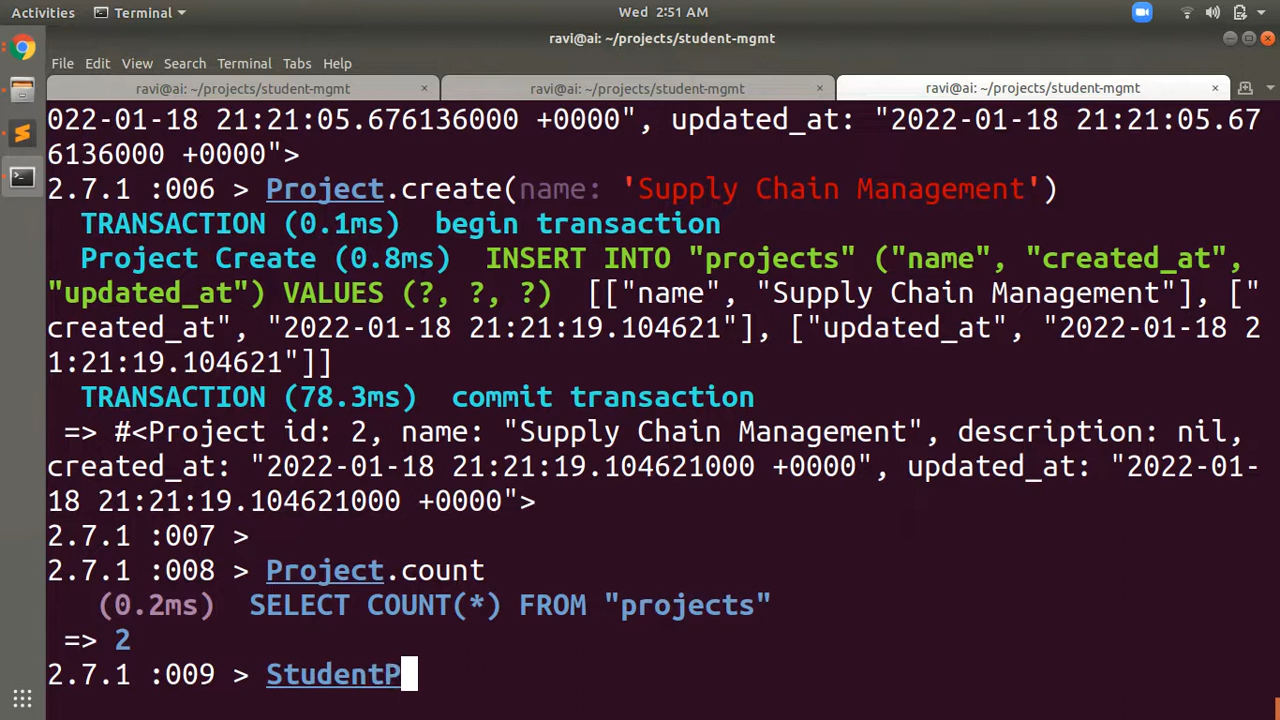 Activities Terminal Wed 2:51 AM
ravi@ai: ~/projects/student-mgmt
File Edit View Search Terminal Tabs Help
ravi@ai: ~/projects/student-mgmt × ravi@ai: ~/projects/student-mgmt × ravi@ai: ~/projects/student-mgmt ×
022-01-18 21:21:05.676136000 +0000", updated_at: "2022-01-18 21:21:05.67
6136000 +0000">
2.7.1 :006 > Project.create(name: 'Supply Chain Management')
TRANSACTION (0.1ms) begin transaction
Project Create (0.8ms) INSERT INTO "projects" ("name", "created_at",
"updated_at") VALUES (?, ?, ?) [["name", "Supply Chain Management"], ["
created_at", "2022-01-18 21:21:19.104621"], ["updated_at", "2022-01-18 2
1:21:19.104621"]]
TRANSACTION (78.3ms) commit transaction
=> #<Project id: 2, name: "Supply Chain Management", description: nil,
created_at: "2022-01-18 21:21:19.104621000 +0000", updated_at: "2022-01-
18 21:21:19.104621000 +0000">
2.7.1 :007 >
2.7.1 :008 > Project.count
(0.2ms) SELECT COUNT(*) FROM "projects"
=> 2
2.7.1 :009 > StudentP